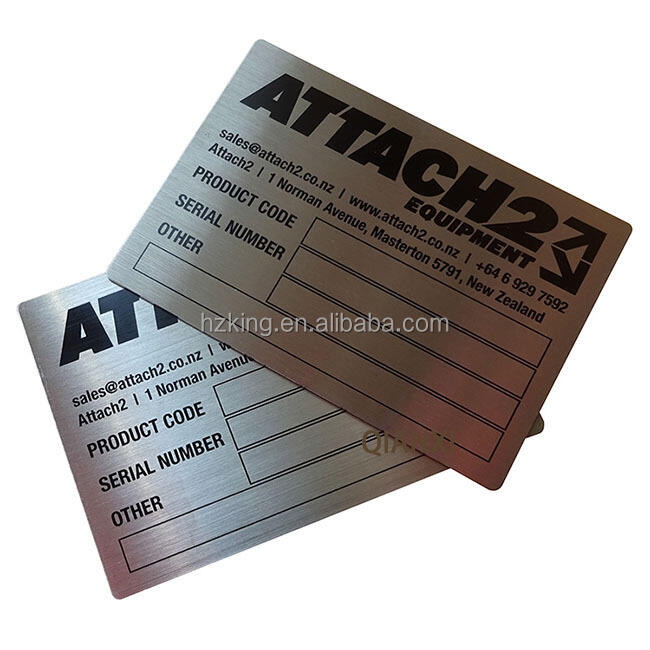 ATTACH2
EQUIPMENT
sales@attach2.co.nz | www.attach2.co.nz | +64 6 929 7592
Attach2 | 1 Norman Avenue, Masterton 5791, New Zealand
PRODUCT CODE
SERIAL NUMBER
OTHER
hzking.en.alibaba.com
ATT
sales@attach2.co.nz |
Attach2 | 1 Norman Avenue
PRODUCT CODE
SERIAL NUMBER
OTHER